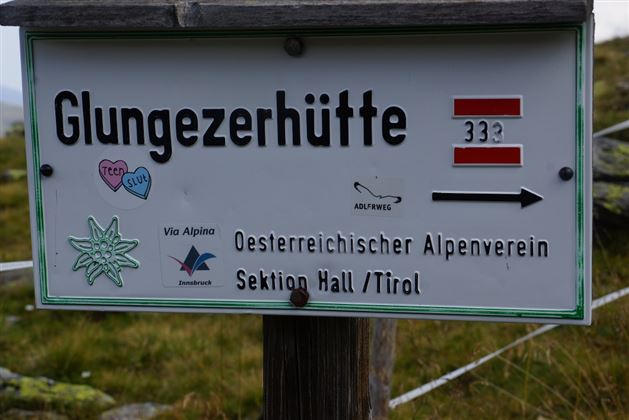 Glungezerhütte
333
Teen
SLUt
ADLERWEG
Via Alpina
Innsbruck
Oesterreichischer Alpenverein
Sektion Hall /Tirol